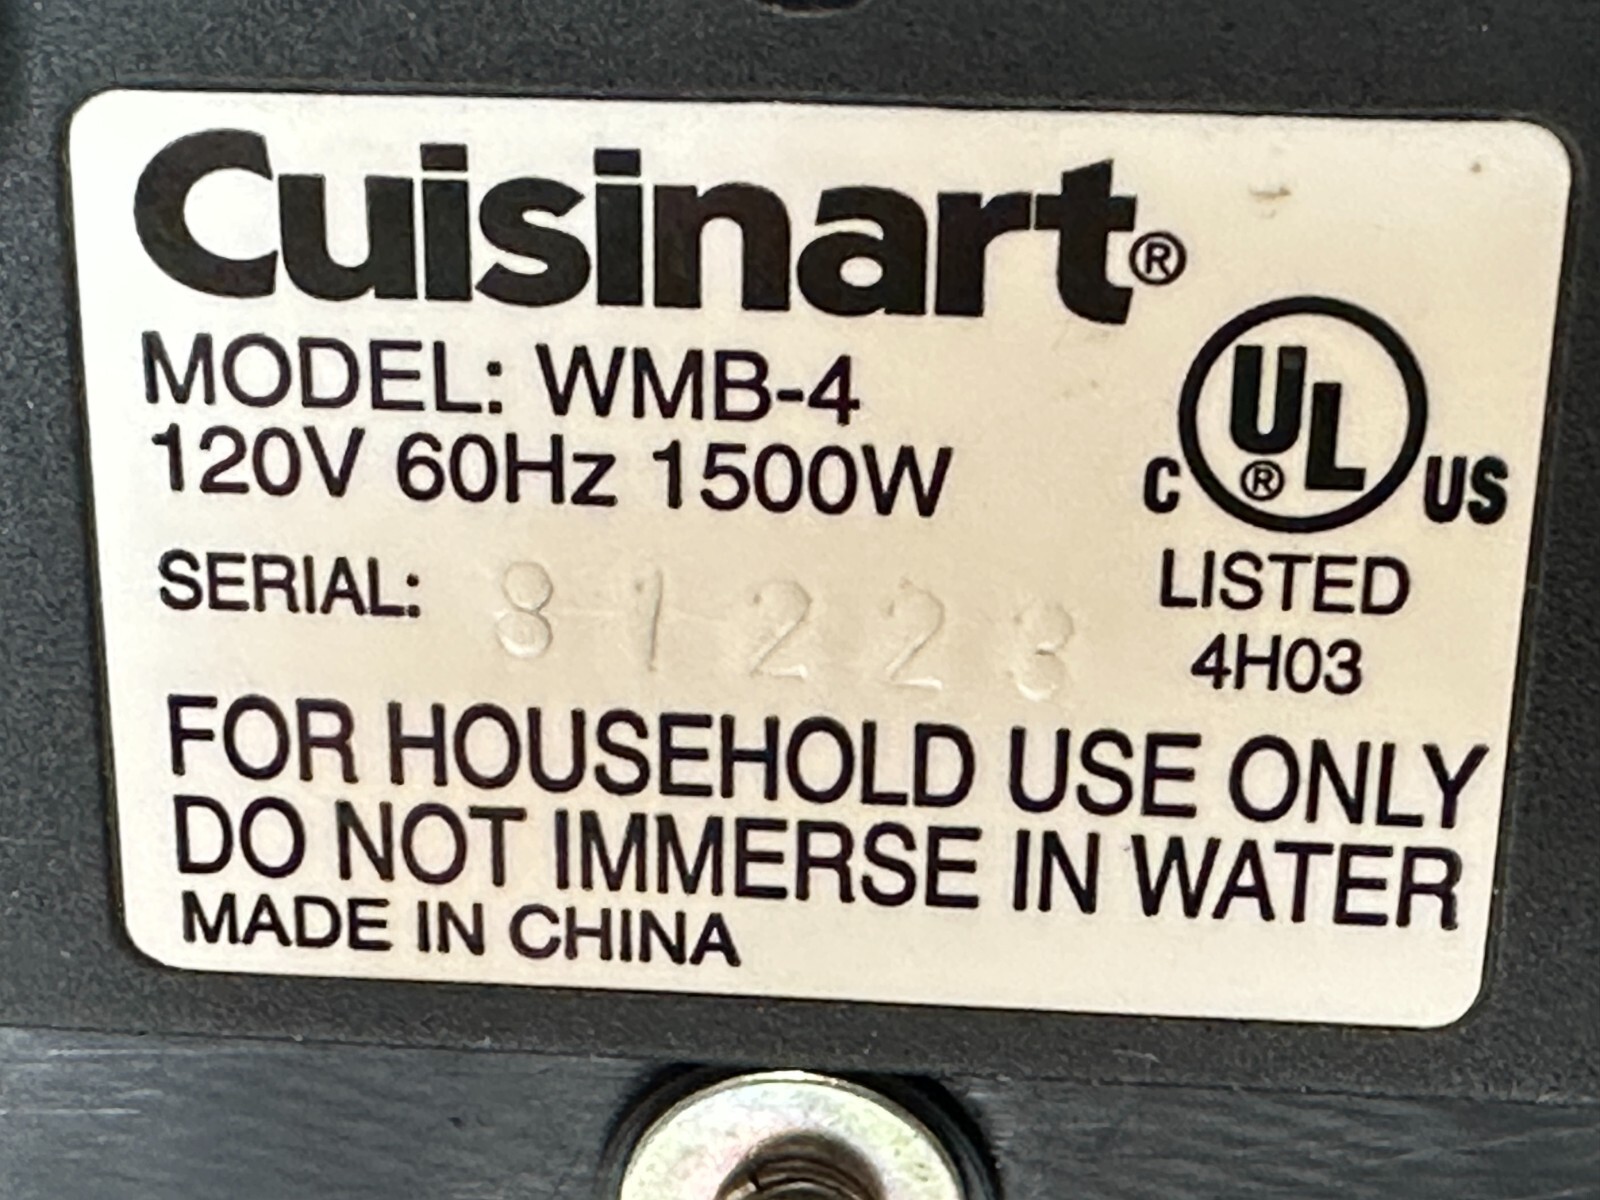 Cuisinart®
MODEL: WMB-4
120V 60Hz 1500W
SERIAL: 81223
C UL® US
LISTED
4H03
FOR HOUSEHOLD USE ONLY
DO NOT IMMERSE IN WATER
MADE IN CHINA